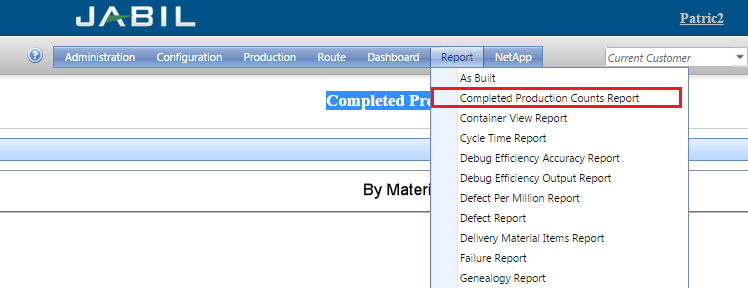 JABIL
Patric2
? Administration Configuration Production Route Dashboard Report NetApp Current Customer
As Built
Completed Pro
Completed Production Counts Report
Container View Report
Cycle Time Report
Debug Efficiency Accuracy Report
Debug Efficiency Output Report
By Materi
Defect Per Million Report
Defect Report
Delivery Material Items Report
Failure Report
Genealogy Report